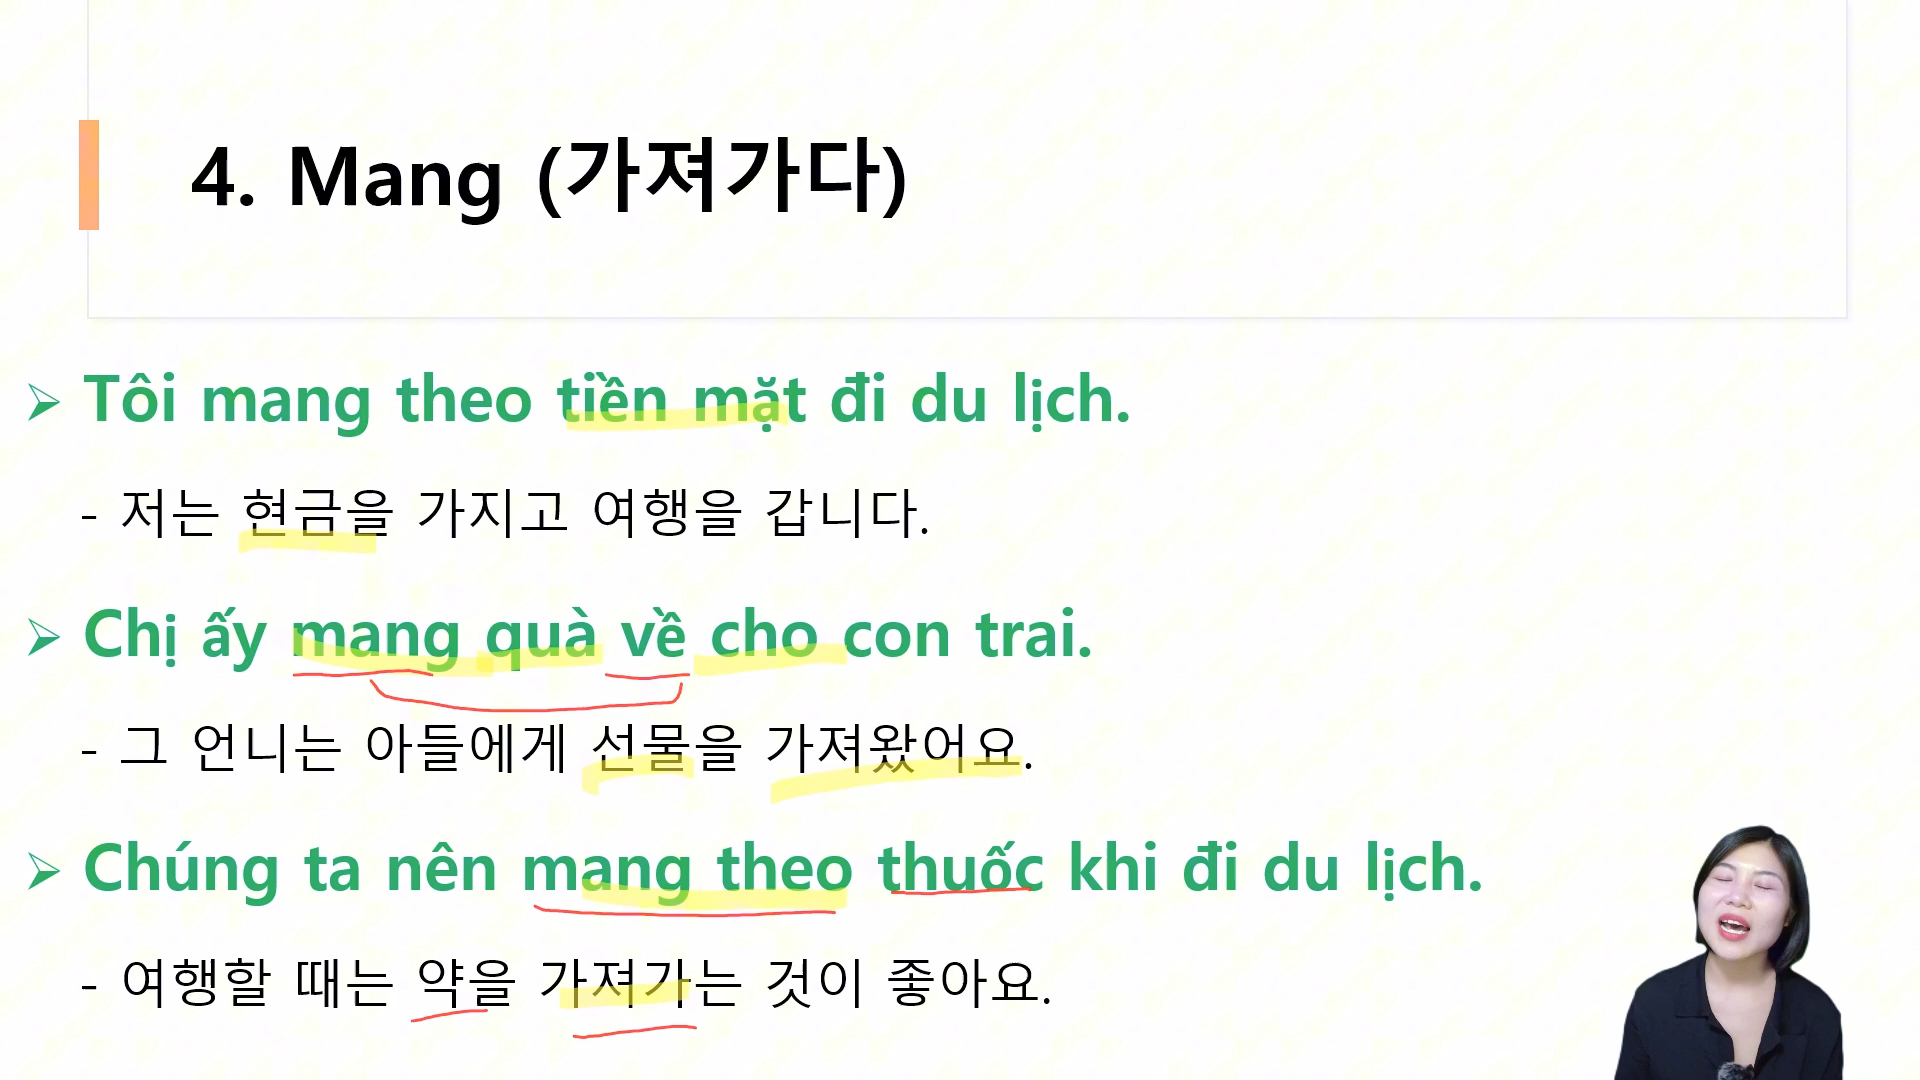 4. Mang (가져가다)
➢ Tôi mang theo tiền mặt đi du lịch.
- 저는 현금을 가지고 여행을 갑니다.
➢ Chị ấy mang quà về cho con trai.
- 그 언니는 아들에게 선물을 가져왔어요.
➢ Chúng ta nên mang theo thuốc khi đi du lịch.
- 여행할 때는 약을 가져가는 것이 좋아요.